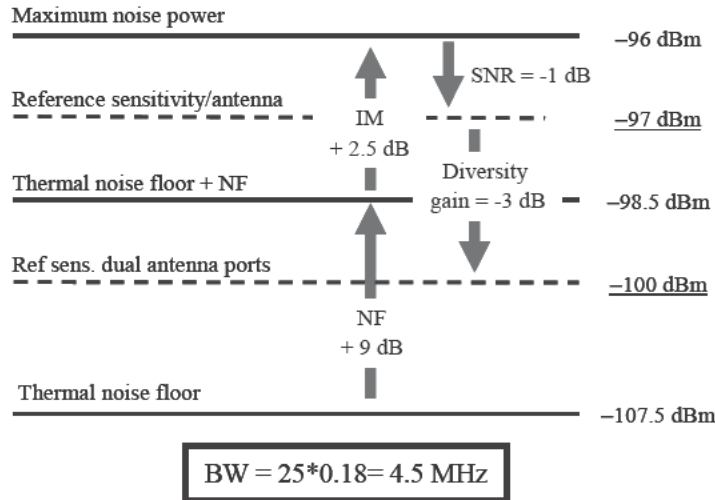 Maximum noise power
–96 dBm
SNR = -1 dB
Reference sensitivity/antenna
–97 dBm
IM
+ 2.5 dB
Diversity
gain = -3 dB
Thermal noise floor + NF
–98.5 dBm
Ref sens. dual antenna ports
–100 dBm
NF
+ 9 dB
Thermal noise floor
–107.5 dBm
BW = 25*0.18= 4.5 MHz